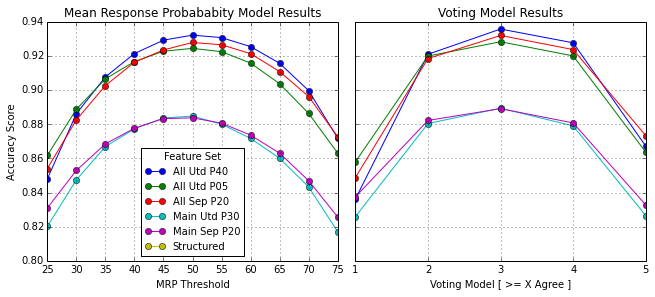 Mean Response Probabability Model Results
Voting Model Results
Accuracy Score
0.94
0.92
0.90
0.88
0.86
0.84
0.82
0.80
Feature Set
All Utd P40
All Utd P05
All Sep P20
Main Utd P30
Main Sep P20
Structured
25 30 35 40 45 50 55 60 65 70 75
MRP Threshold
1 2 3 4 5
Voting Model [ >= X Agree ]